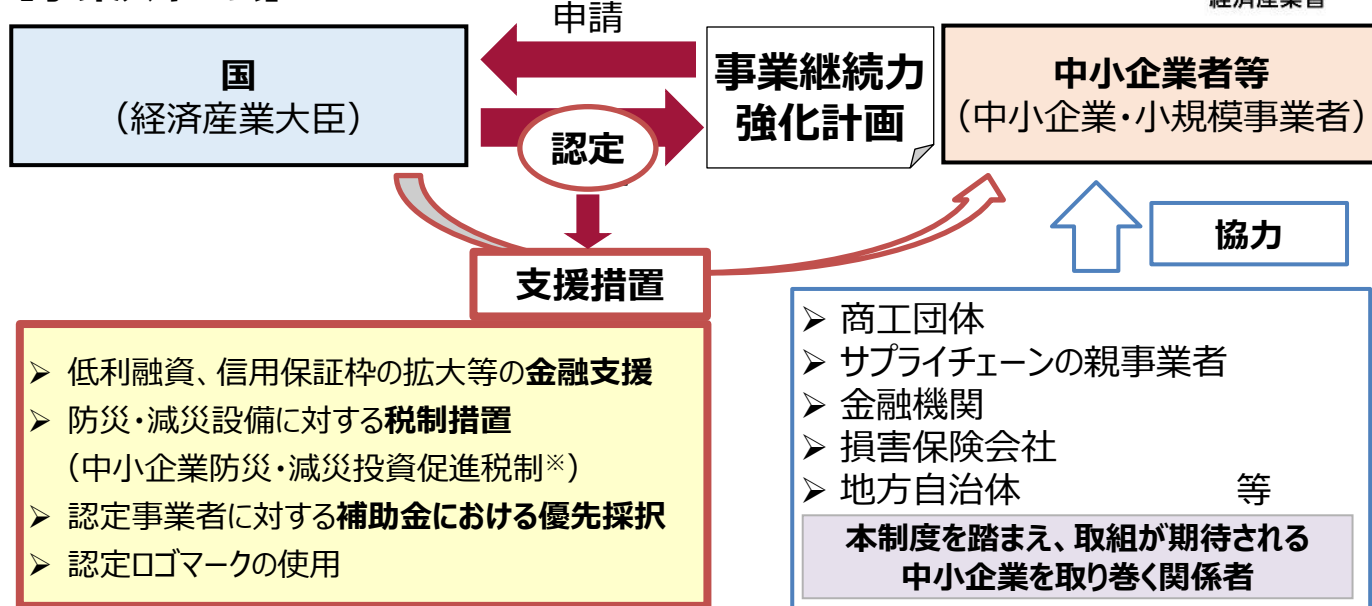 申請
国
（経済産業大臣）
認定
事業継続力
強化計画
中小企業者等
（中小企業・小規模事業者）
支援措置
協力
➢ 低利融資、信用保証枠の拡大等の金融支援
➢ 防災・減災設備に対する税制措置
（中小企業防災・減災投資促進税制※）
➢ 認定事業者に対する補助金における優先採択
➢ 認定ロゴマークの使用
➢ 商工団体
➢ サプライチェーンの親事業者
➢ 金融機関
➢ 損害保険会社
➢ 地方自治体 等
本制度を踏まえ、取組が期待される
中小企業を取り巻く関係者